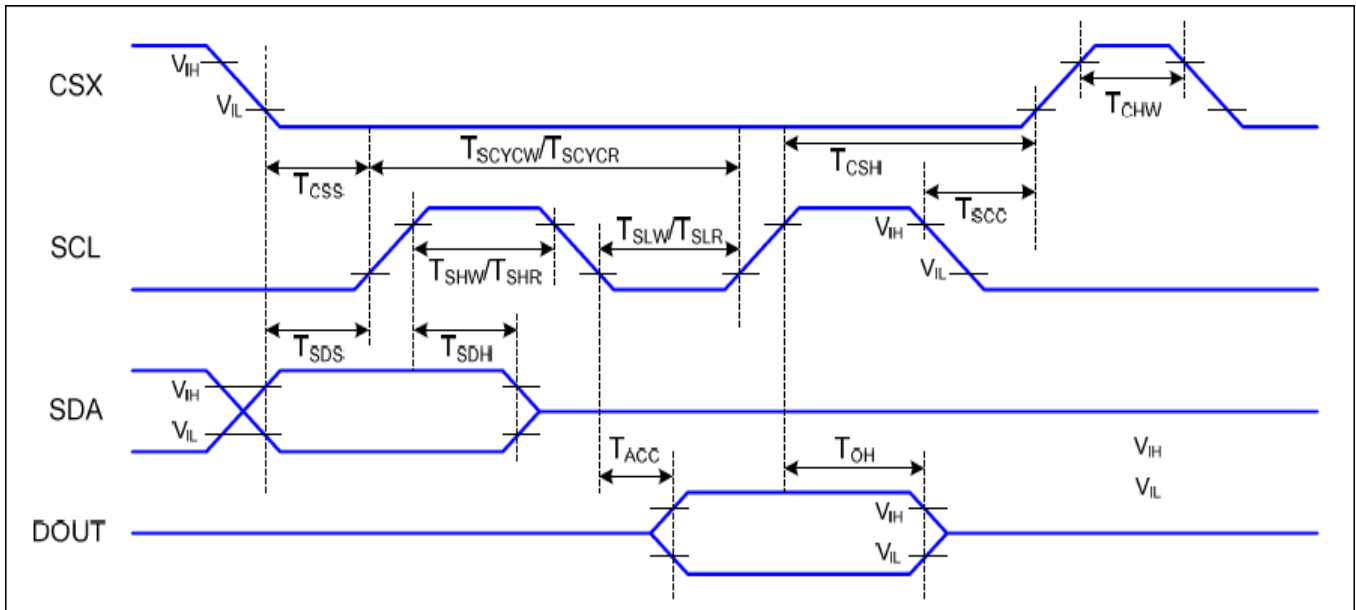 CSX
VIH
VIL
TCHW
TSCYCW/TSCYCR
TCSS
TCSH
TSCC
SCL
TSHW/TSHR
TSLW/TSLR
VIH
VIL
TSDS
TSDH
SDA
VIH
VIL
TACC
TOH
VIH
VIL
DOUT
VIH
VIL